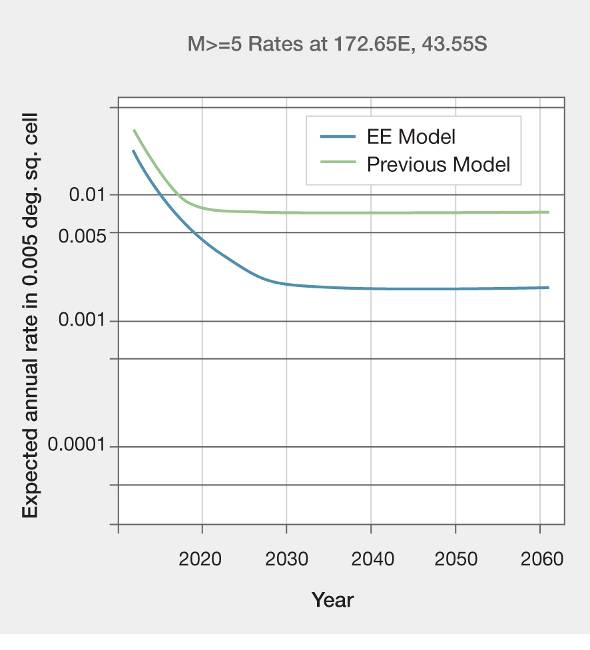 M>=5 Rates at 172.65E, 43.55S
EE Model
Previous Model
Expected annual rate in 0.005 deg. sq. cell
0.01
0.005
0.001
0.0001
2020 2030 2040 2050 2060
Year